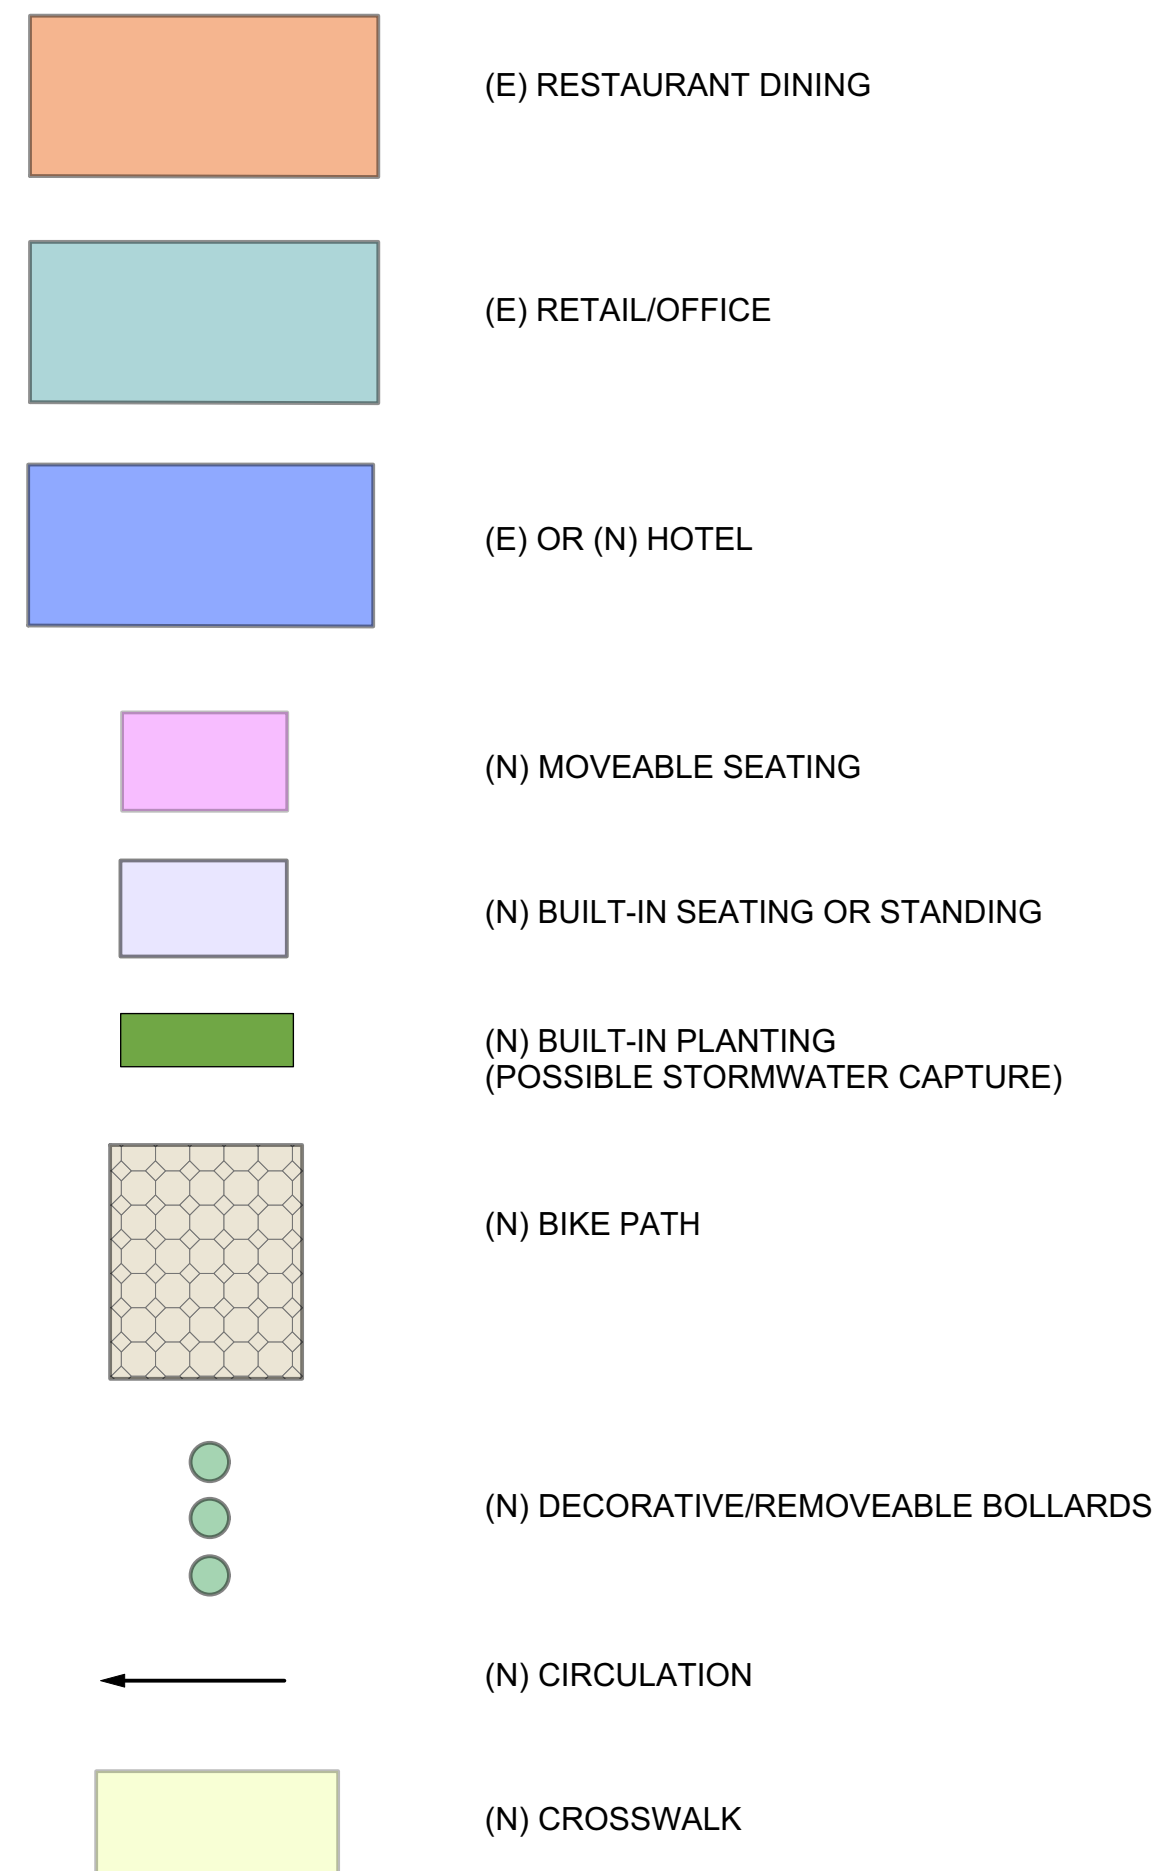 (E) RESTAURANT DINING
(E) RETAIL/OFFICE
(E) OR (N) HOTEL
(N) MOVEABLE SEATING
(N) BUILT-IN SEATING OR STANDING
(N) BUILT-IN PLANTING
(POSSIBLE STORMWATER CAPTURE)
(N) BIKE PATH
(N) DECORATIVE/REMOVEABLE BOLLARDS
(N) CIRCULATION
(N) CROSSWALK